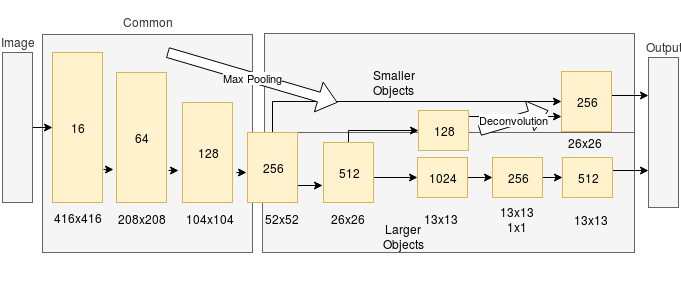 Common
Image
Output
Max Pooling
Smaller
Objects
16
64
128
256
512
128
256
Deconvolution
26x26
1024
256
512
416x416
208x208
104x104
52x52
26x26
13x13
13x13
1x1
13x13
Larger
Objects